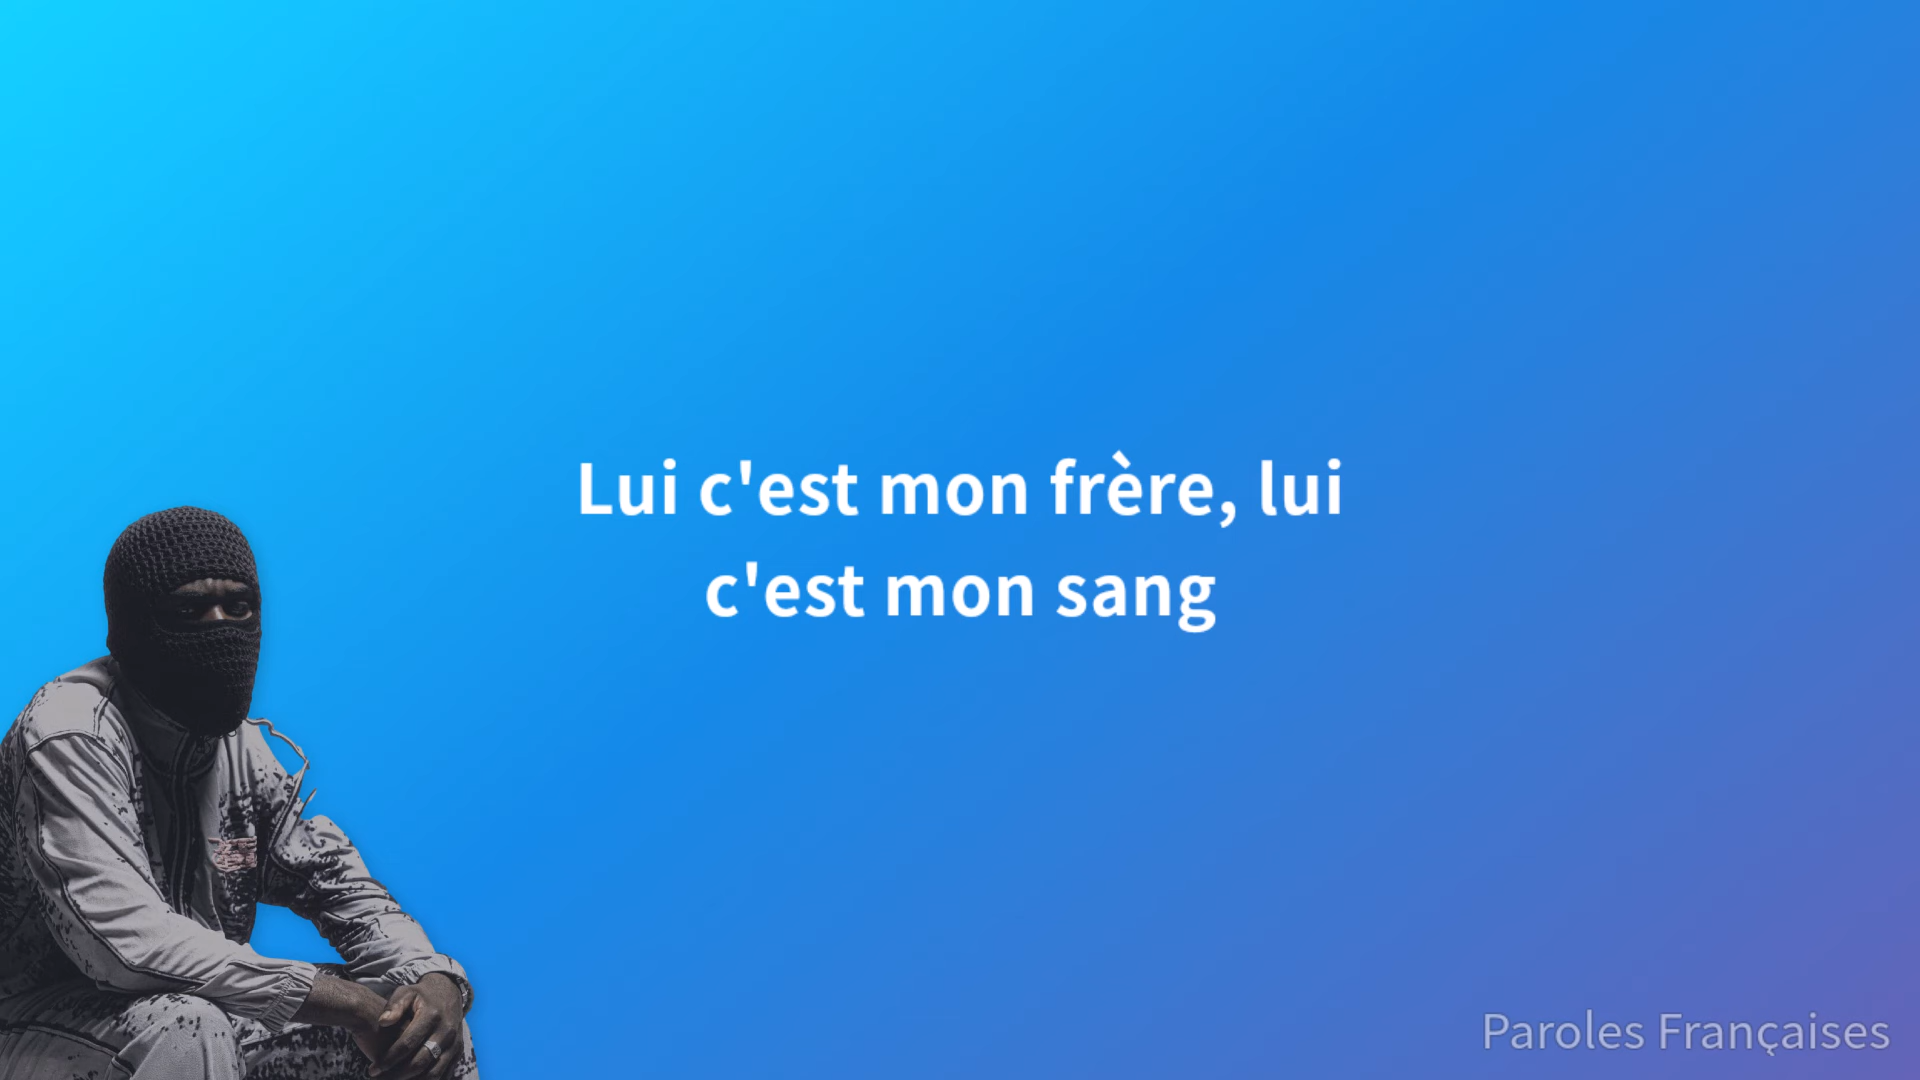 Lui c'est mon frère, lui
c'est mon sang
Paroles Françaises